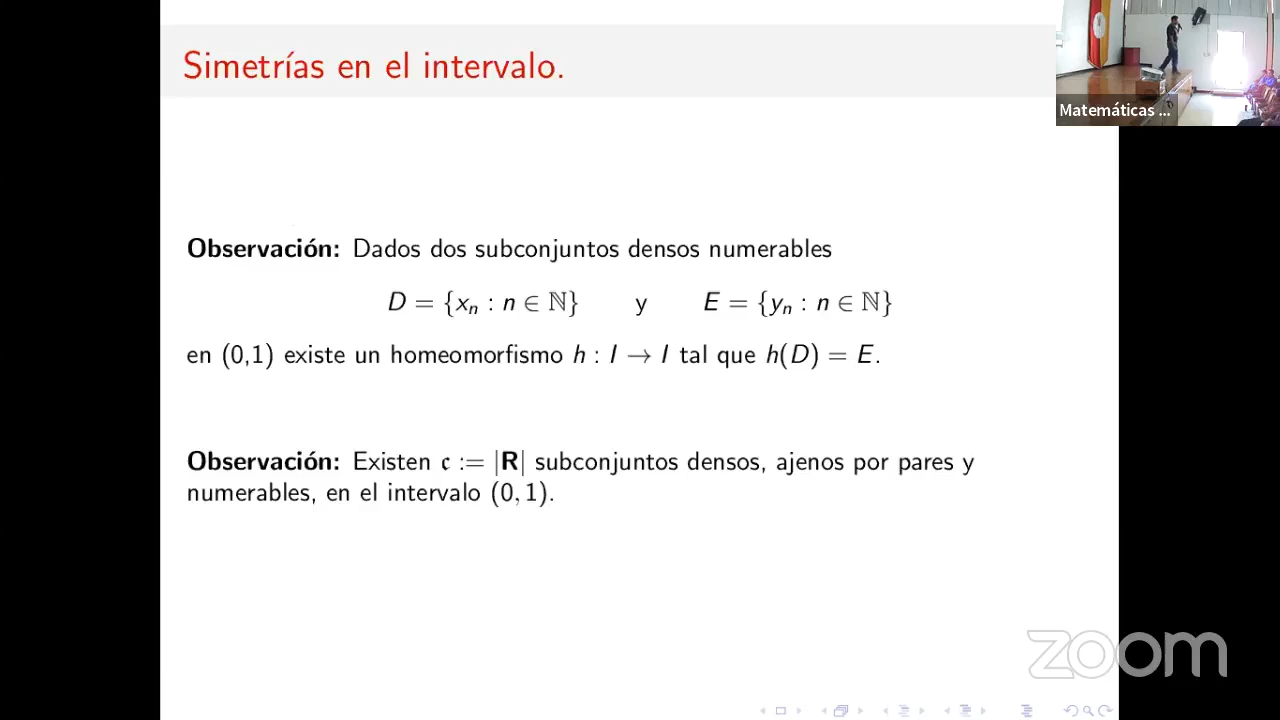 Simetrías en el intervalo.
Matemáticas ...
Observación: Dados dos subconjuntos densos numerables
D = {xₙ : n ∈ ℕ} y E = {yₙ : n ∈ ℕ}
en (0,1) existe un homeomorfismo h : I → I tal que h(D) = E.
Observación: Existen 𝔠 := |R| subconjuntos densos, ajenos por pares y
numerables, en el intervalo (0, 1).
zoom